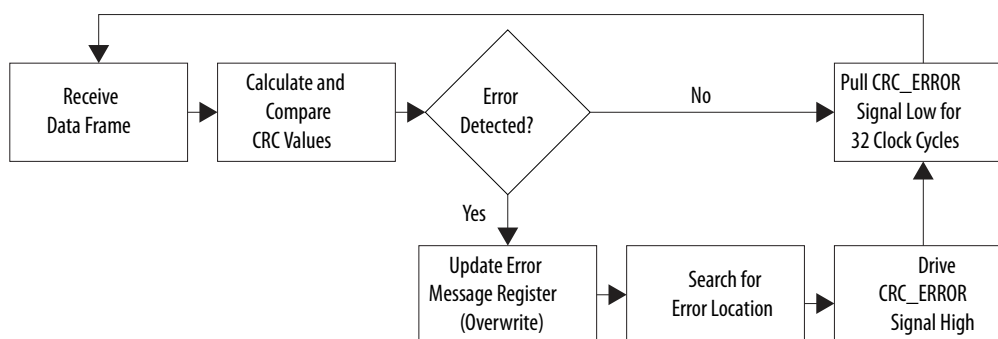 Receive
Data Frame
Calculate and
Compare
CRC Values
Error
Detected?
No
Pull CRC_ERROR
Signal Low for
32 Clock Cycles
Yes
Update Error
Message Register
(Overwrite)
Search for
Error Location
Drive
CRC_ERROR
Signal High